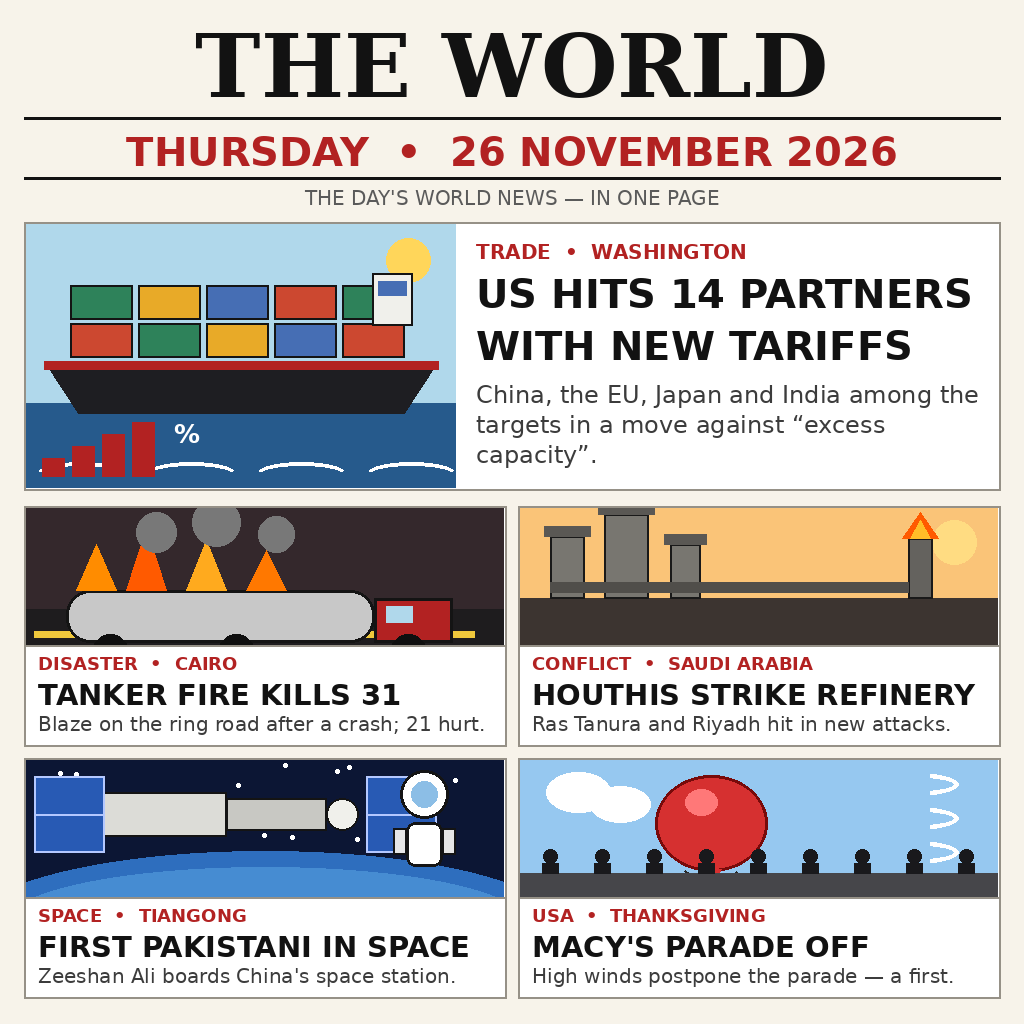 THE WORLD
THURSDAY • 26 NOVEMBER 2026
THE DAY'S WORLD NEWS — IN ONE PAGE
TRADE • WASHINGTON
US HITS 14 PARTNERS
WITH NEW TARIFFS
China, the EU, Japan and India among the
targets in a move against “excess
capacity”.
%
DISASTER • CAIRO
TANKER FIRE KILLS 31
Blaze on the ring road after a crash; 21 hurt.
CONFLICT • SAUDI ARABIA
HOUTHIS STRIKE REFINERY
Ras Tanura and Riyadh hit in new attacks.
SPACE • TIANGONG
FIRST PAKISTANI IN SPACE
Zeeshan Ali boards China's space station.
USA • THANKSGIVING
MACY'S PARADE OFF
High winds postpone the parade — a first.